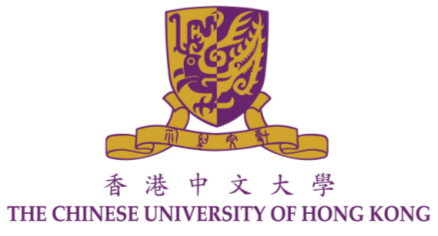 香港中文大學
THE CHINESE UNIVERSITY OF HONG KONG